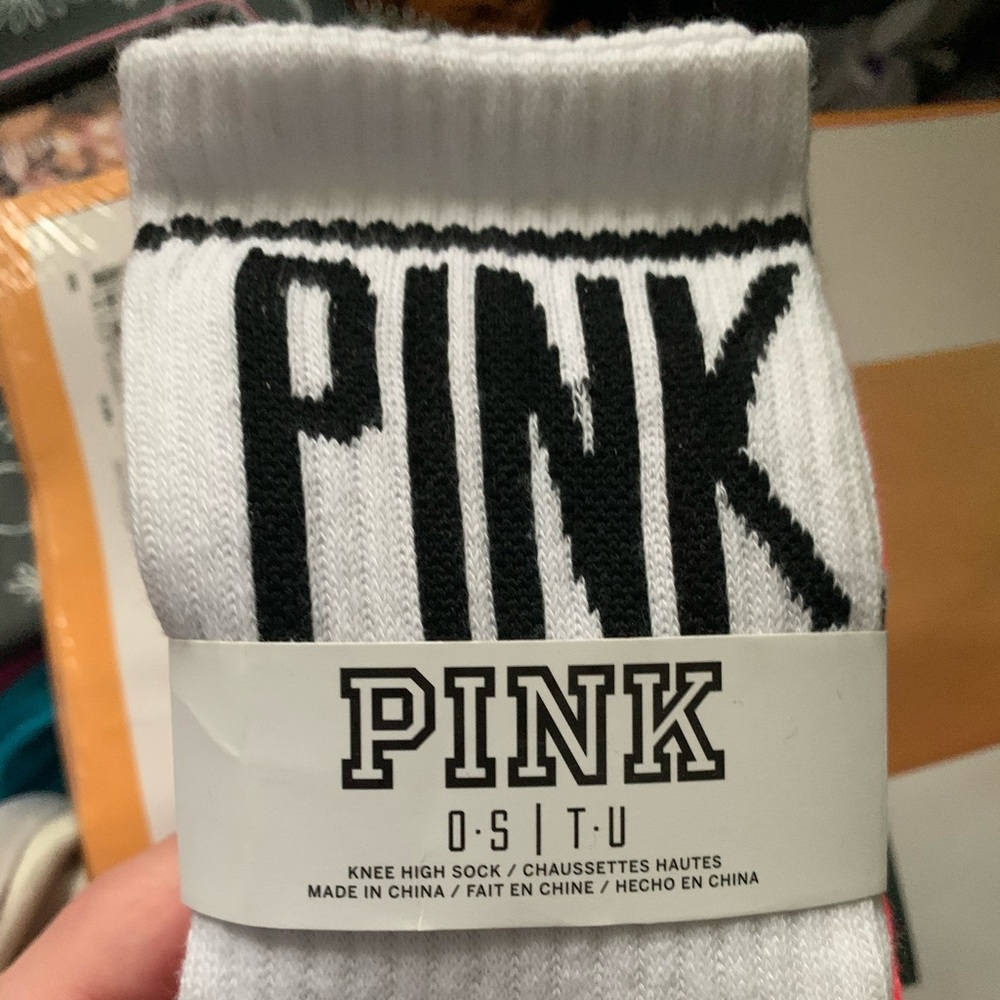 PINK
PINK
O·S | T·U
KNEE HIGH SOCK / CHAUSSETTES HAUTES
MADE IN CHINA / FAIT EN CHINE / HECHO EN CHINA